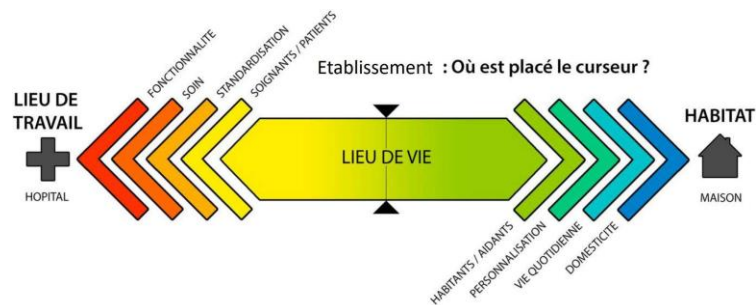 Etablissement : Où est placé le curseur ?
LIEU DE
TRAVAIL
HOPITAL
FONCTIONNALITE
SOIN
STANDARDISATION
SOIGNANTS / PATIENTS
LIEU DE VIE
HABITANTS / AIDANTS
PERSONNALISATION
VIE QUOTIDIENNE
DOMESTICITE
HABITAT
MAISON